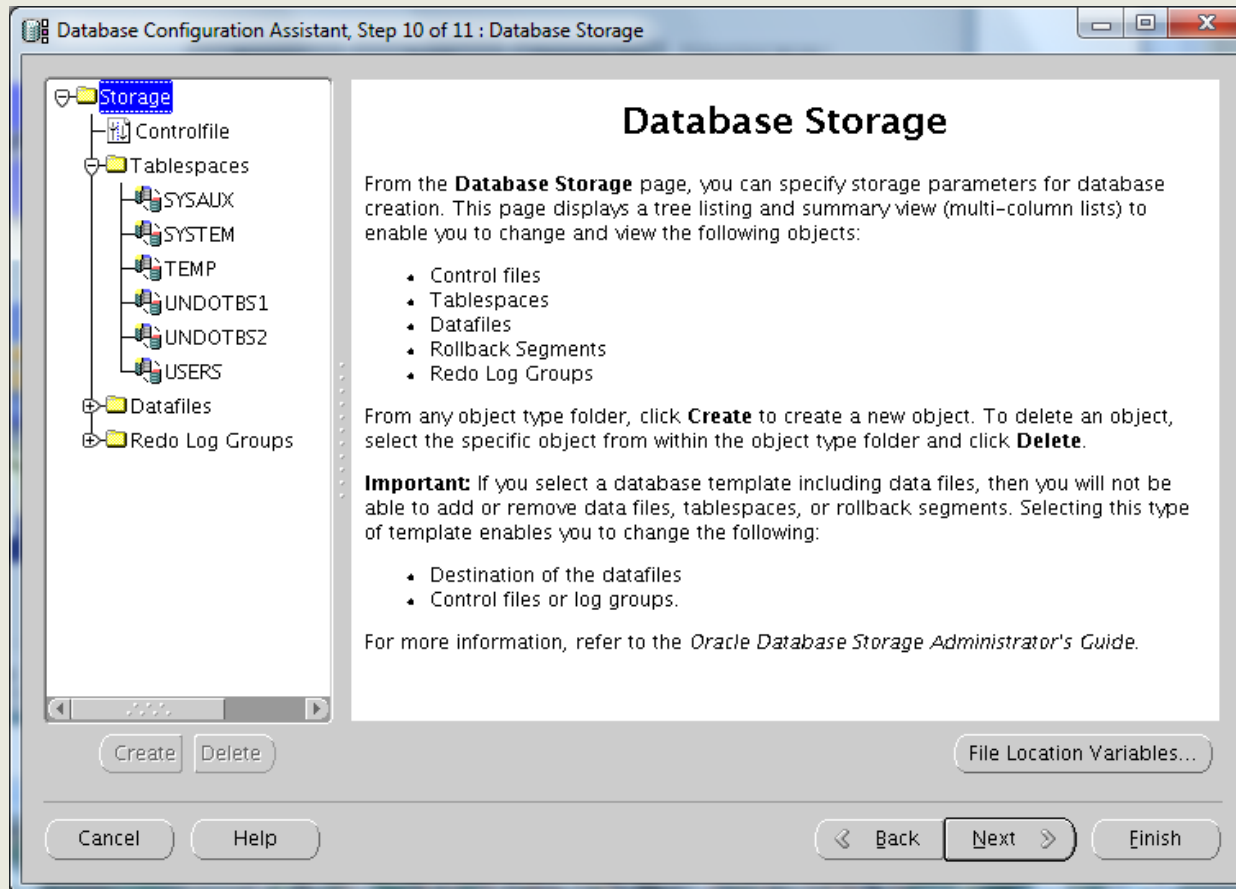 Database Configuration Assistant, Step 10 of 11 : Database Storage
Storage
Controlfile
Tablespaces
SYSAUX
SYSTEM
TEMP
UNDOTBS1
UNDOTBS2
USERS
Datafiles
Redo Log Groups
Create
Delete
Database Storage
From the Database Storage page, you can specify storage parameters for database
creation. This page displays a tree listing and summary view (multi-column lists) to
enable you to change and view the following objects:
Control files
Tablespaces
Datafiles
Rollback Segments
Redo Log Groups
From any object type folder, click Create to create a new object. To delete an object,
select the specific object from within the object type folder and click Delete.
Important: If you select a database template including data files, then you will not be
able to add or remove data files, tablespaces, or rollback segments. Selecting this type
of template enables you to change the following:
Destination of the datafiles
Control files or log groups.
For more information, refer to the Oracle Database Storage Administrator's Guide.
File Location Variables...
Cancel
Help
Back
Next
Finish